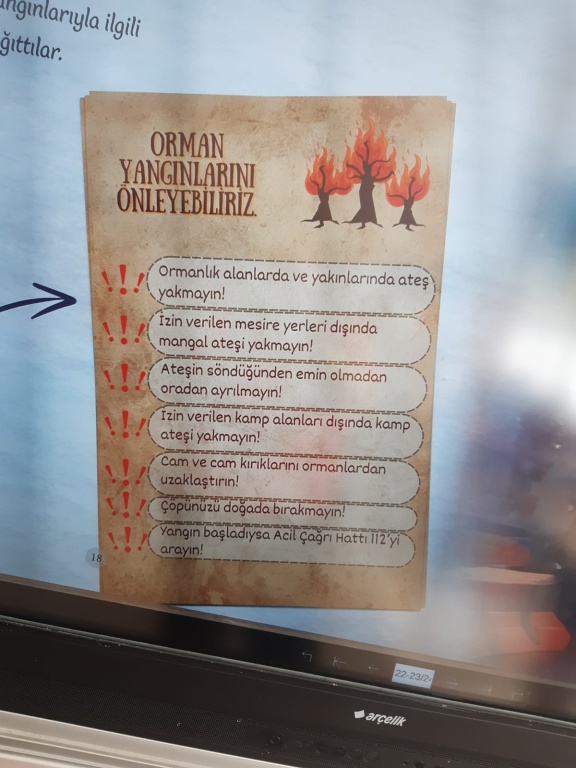 ilgili
ğıttılar.
ORMAN
YANGINLARINI
ÖNLEYEBİLİRİZ.
Ormanlık alanlarda ve yakınlarında ateş
yakmayın!
İzin verilen mesire yerleri dışında
mangal ateşi yakmayın!
Ateşin söndüğünden emin olmadan
oradan ayrılmayın!
İzin verilen kamp alanları dışında kamp
ateşi yakmayın!
Cam ve cam kırıklarını ormanlardan
uzaklaştırın!
Çöpünüzü doğada bırakmayın!
Yangın başladıysa Acil Çağrı Hattı 112'yi
arayın!
18
arçelik